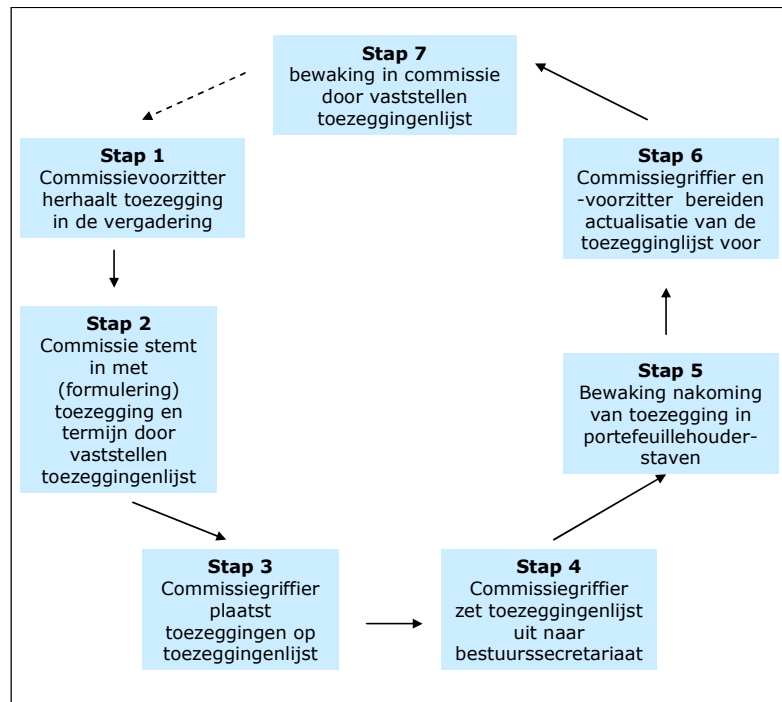 Stap 7
bewaking in commissie
door vaststellen
toezeggingenlijst
Stap 1
Commissievoorzitter
herhaalt toezegging
in de vergadering
Stap 2
Commissie stemt
in met
(formulering)
toezegging en
termijn door
vaststellen
toezeggingenlijst
Stap 3
Commissiegriffier
plaatst
toezeggingen op
toezeggingenlijst
Stap 4
Commissiegriffier
zet toezeggingenlijst
uit naar
bestuurssecretariaat
Stap 5
Bewaking nakoming
van toezegging in
portefeuillehouder-
staven
Stap 6
Commissiegriffier en
-voorzitter bereiden
actualisatie van de
toezegginglijst voor